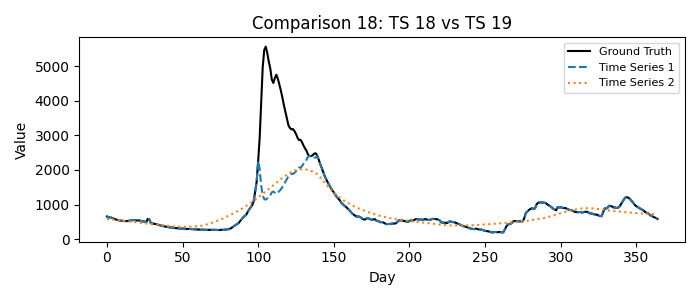 Comparison 18: TS 18 vs TS 19
Ground Truth
Time Series 1
Time Series 2
Value
5000
4000
3000
2000
1000
0
0 50 100 150 200 250 300 350
Day